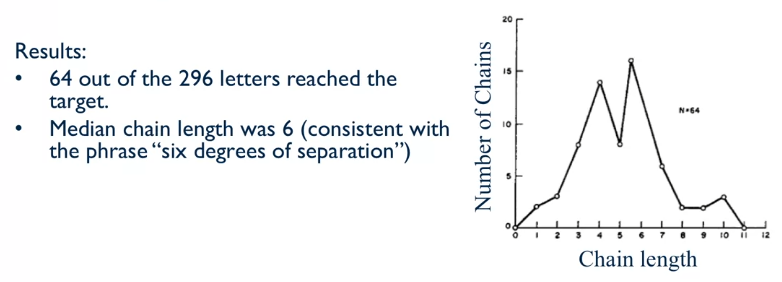 Results:
• 64 out of the 296 letters reached the
target.
• Median chain length was 6 (consistent with
the phrase “six degrees of separation”)
Number of Chains
20
15
10
5
0
N=64
0 1 2 3 4 5 6 7 8 9 10 11 12
Chain length